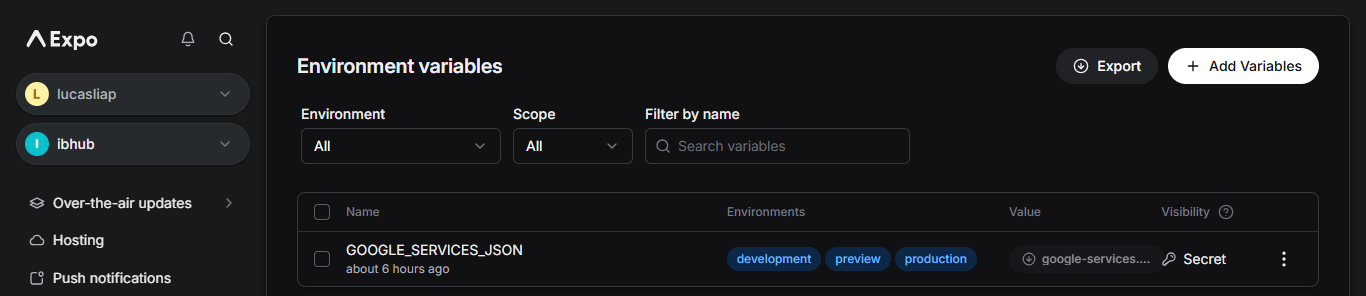 Expo
L lucasliap
I ibhub
Over-the-air updates
Hosting
Push notifications
Environment variables
Export
Add Variables
Environment
All
Scope
All
Filter by name
Search variables
Name Environments Value Visibility ?
GOOGLE_SERVICES_JSON development preview production google-services.... Secret
about 6 hours ago